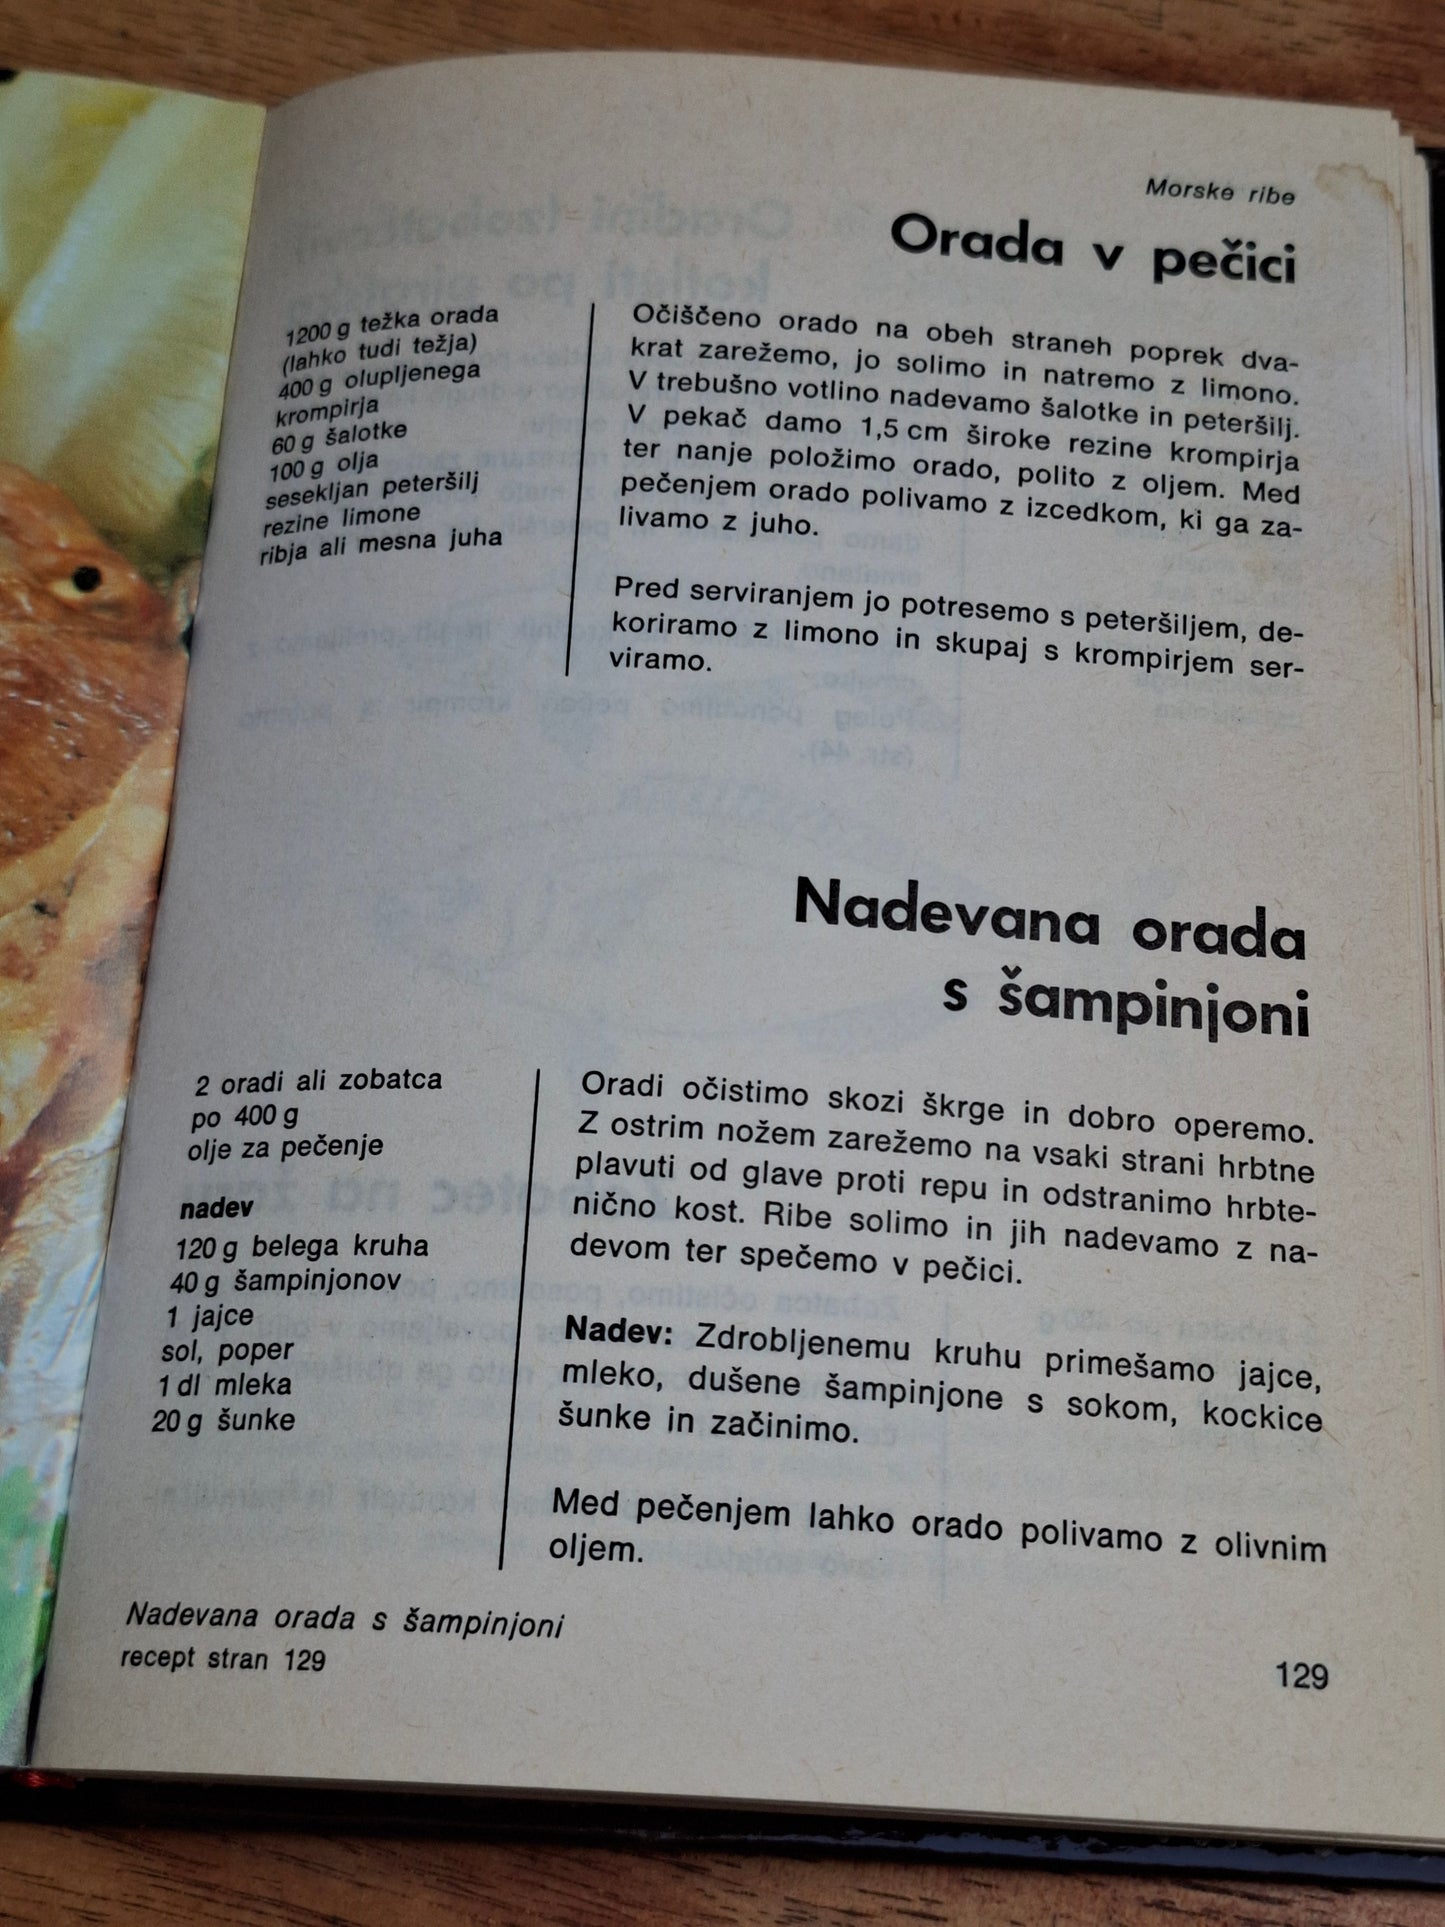 Morske ribe
Orada v pečici
1200 g težka orada
(lahko tudi težja)
400 g olupljenega
krompirja
60 g šalotke
100 g olja
sesekljan peteršilj
rezine limone
ribja ali mesna juha
Očiščeno orado na obeh straneh poprek dva-
krat zarežemo, jo solimo in natremo z limono.
V trebušno votlino nadevamo šalotke in peteršilj.
V pekač damo 1,5 cm široke rezine krompirja
ter nanje položimo orado, polito z oljem. Med
pečenjem orado polivamo z izcedkom, ki ga za-
livamo z juho.
Pred serviranjem jo potresemo s peteršiljem, de-
koriramo z limono in skupaj s krompirjem ser-
viramo.
Nadevana orada
s šampinjoni
2 oradi ali zobatca
po 400 g
olje za pečenje
nadev
120 g belega kruha
40 g šampinjonov
1 jajce
sol, poper
1 dl mleka
20 g šunke
Oradi očistimo skozi škrge in dobro operemo.
Z ostrim nožem zarežemo na vsaki strani hrbtne
plavuti od glave proti repu in odstranimo hrbte-
nično kost. Ribe solimo in jih nadevamo z na-
devom ter spečemo v pečici.
Nadev: Zdrobljenemu kruhu primešamo jajce,
mleko, dušene šampinjone s sokom, kockice
šunke in začinimo.
Med pečenjem lahko orado polivamo z olivnim
oljem.
Nadevana orada s šampinjoni
recept stran 129
129